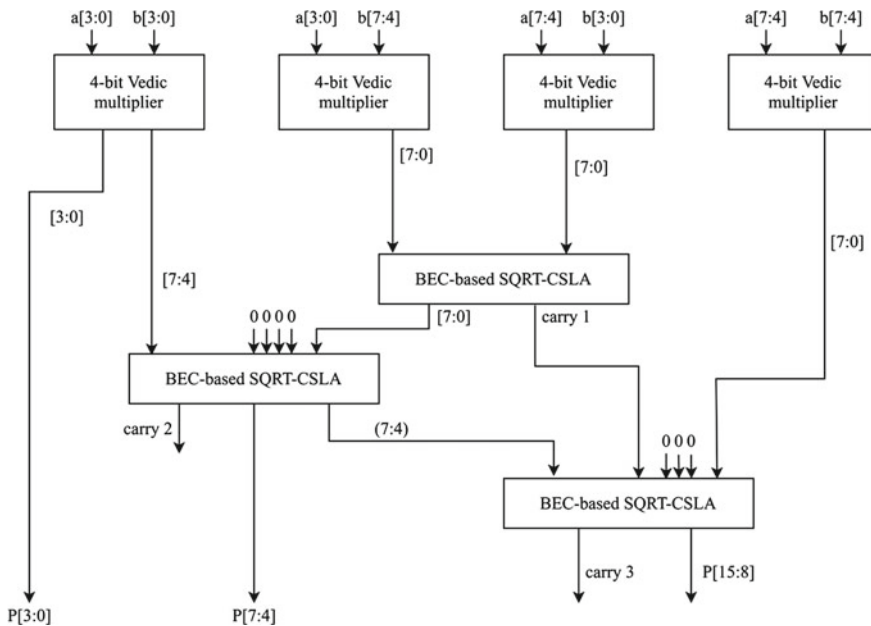 a[3:0] b[3:0] a[3:0] b[7:4] a[7:4] b[3:0] a[7:4] b[7:4]
4-bit Vedic
multiplier
4-bit Vedic
multiplier
4-bit Vedic
multiplier
4-bit Vedic
multiplier
[7:0]
[7:0]
[3:0]
[7:0]
[7:4]
BEC-based SQRT-CSLA
[7:0]
carry 1
0 0 0 0
BEC-based SQRT-CSLA
carry 2
(7:4)
0 0 0
BEC-based SQRT-CSLA
carry 3
P[15:8]
P[3:0]
P[7:4]